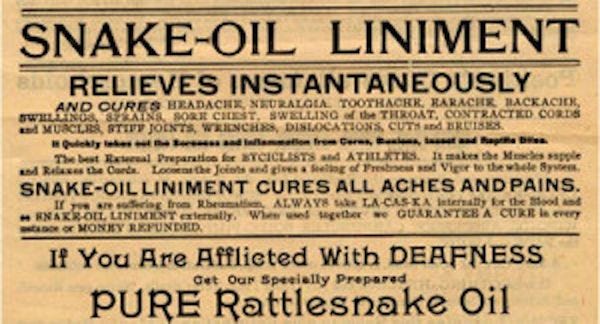 SNAKE-OIL LINIMENT
RELIEVES INSTANTANEOUSLY
AND CURES HEADACHE, NEURALGIA, TOOTHACHE, EARACHE, BACKACHE,
SWELLINGS, SPRAINS, SORE CHEST, SWELLING of the THROAT, CONTRACTED CORDS
and MUSCLES, STIFF JOINTS, WRENCHES, DISLOCATIONS, CUTS and BRUISES.
It Quickly takes out the Soreness and Inflammation from Corns, Bunions, Insect and Reptile Bites.
The best External Preparation for BYCICLISTS and ATHLETES. It makes the Muscles supple
and Relaxes the Cords. Loosens the Joints and gives a feeling of Freshness and Vigor to the whole System.
SNAKE-OIL LINIMENT CURES ALL ACHES AND PAINS.
If you are suffering from Rheumatism, ALWAYS take LA-CAS-KA internally for the Blood and
SNAKE-OIL LINIMENT externally. When used together we GUARANTEE A CURE in every
nstance or MONEY REFUNDED.
If You Are Afflicted With DEAFNESS
Get Our Specially Prepared
PURE Rattlesnake Oil